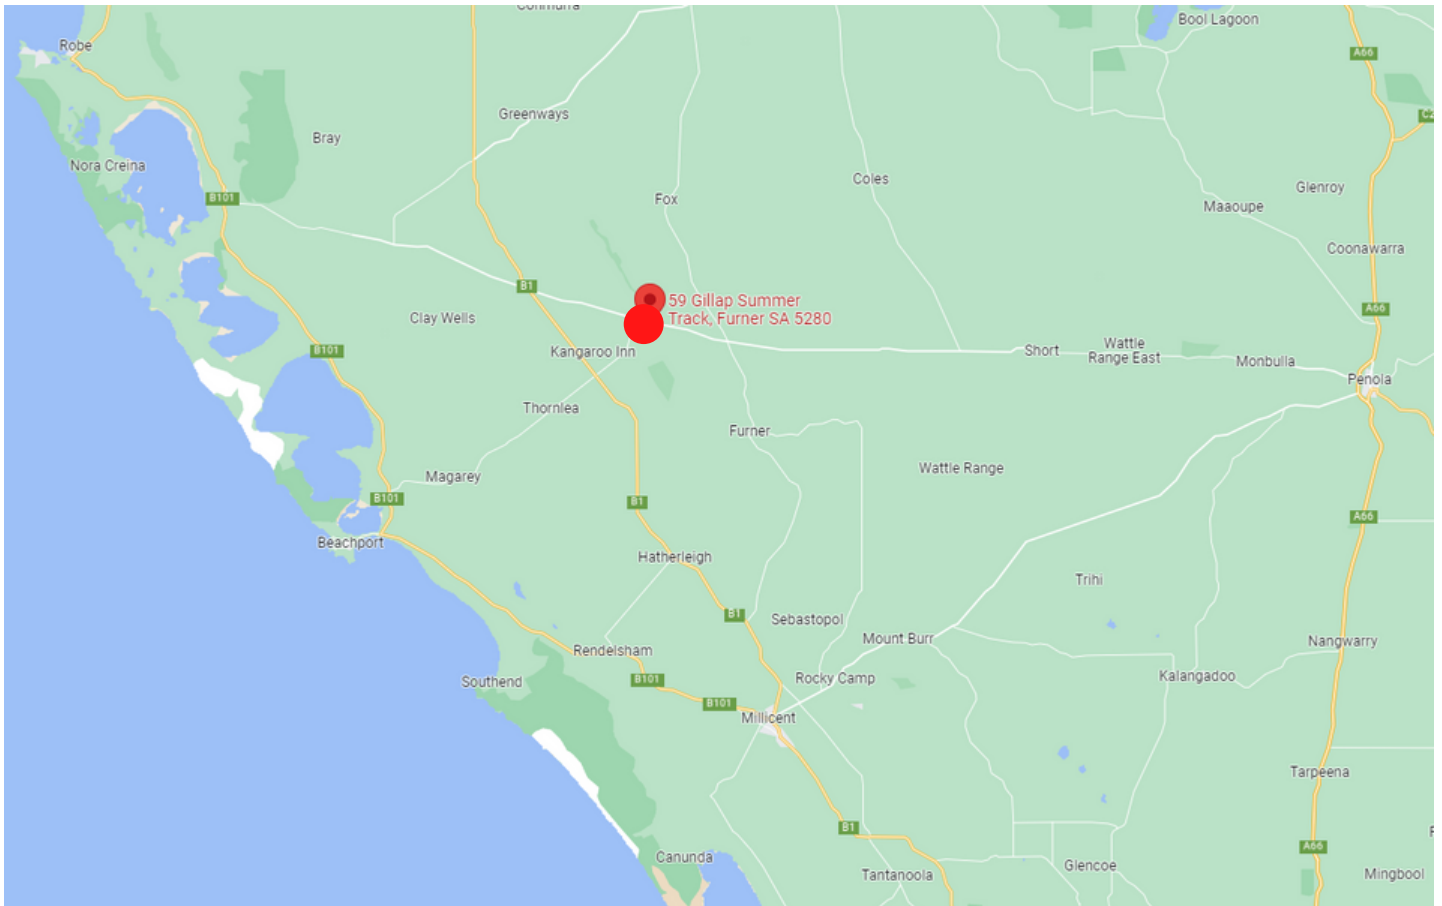 Conmurra
Bool Lagoon
Robe
A66
Greenways
C2
Bray
Nora Creina
Coles
Glenroy
B101
Fox
Maaoupe
Coonawarra
B1
59 Gillap Summer
Track, Furner SA 5280
A66
Clay Wells
B101
Kangaroo Inn
Short
Wattle
Range East
Monbulla
Penola
Thornlea
Furner
Wattle Range
Magarey
B101
B1
A66
Beachport
Hatherleigh
Trihi
B1
Sebastopol
Mount Burr
Nangwarry
Rendelsham
Southend
B101
Rocky Camp
Kalangadoo
B101
Millicent
Tarpeena
B1
A66
Canunda
Glencoe
Tantanoola
Mingbool